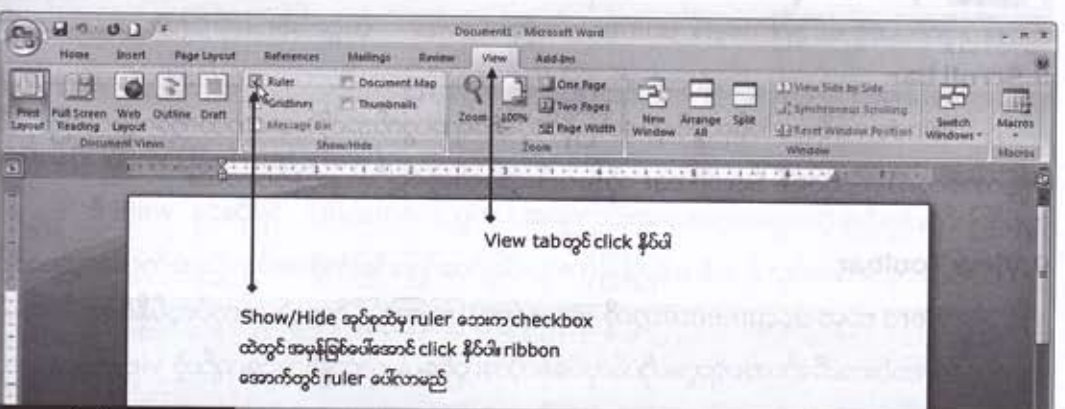 Document1 - Microsoft Word
Home Insert Page Layout References Mailings Review View Add-Ins
Ruler Document Map One Page View Side by Side
Gridlines Thumbnails Two Pages Synchronous Scrolling
Message Bar Page Width Reset Window Position
Print Layout Full Screen Reading Web Layout Outline Draft Zoom 100% New Window Arrange All Split Switch Windows Macros
Document Views Show/Hide Zoom Window Macros
View tabတွင် click နှိပ်ပါ
Show/Hide အုပ်စုထဲမှ ruler ဘေးက checkbox
ထဲတွင် အမှန်ခြစ်ပေါ်အောင် click နှိပ်ပါ။ ribbon
အောက်တွင် ruler ပေါ်လာမည်